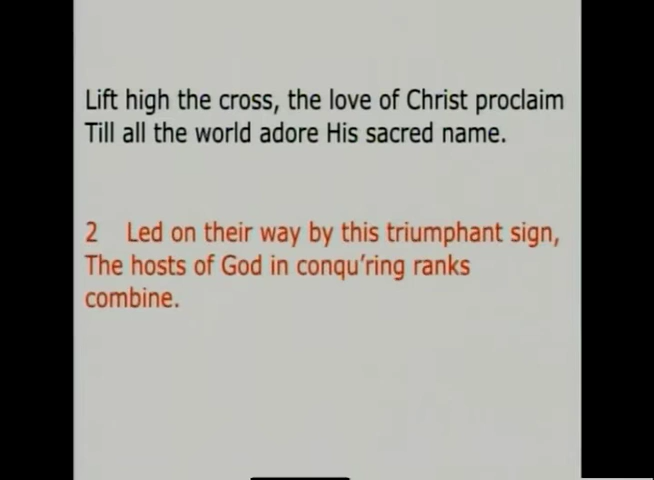 Lift high the cross, the love of Christ proclaim
Till all the world adore His sacred name.
2 Led on their way by this triumphant sign,
The hosts of God in conqu'ring ranks
combine.